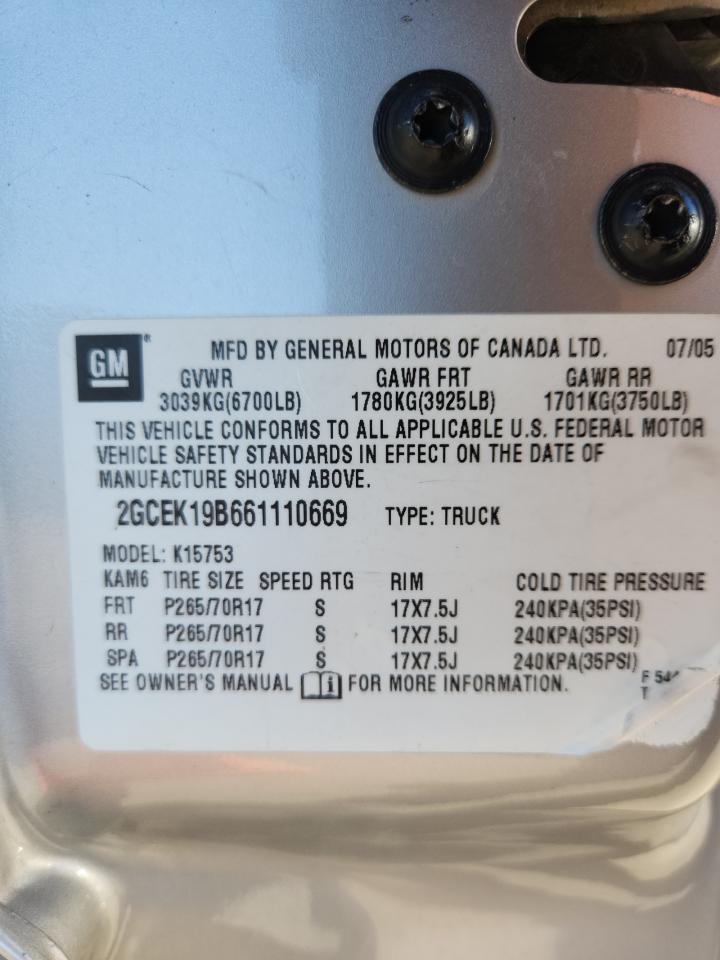 GM ® MFD BY GENERAL MOTORS OF CANADA LTD. 07/05
GVWR GAWR FRT GAWR RR
3039KG(6700LB) 1780KG(3925LB) 1701KG(3750LB)
THIS VEHICLE CONFORMS TO ALL APPLICABLE U.S. FEDERAL MOTOR
VEHICLE SAFETY STANDARDS IN EFFECT ON THE DATE OF
MANUFACTURE SHOWN ABOVE.
2GCEK19B661110669 TYPE: TRUCK
MODEL: K15753
KAM6 TIRE SIZE SPEED RTG RIM COLD TIRE PRESSURE
FRT P265/70R17 S 17X7.5J 240KPA(35PSI)
RR P265/70R17 S 17X7.5J 240KPA(35PSI)
SPA P265/70R17 S 17X7.5J 240KPA(35PSI)
SEE OWNER'S MANUAL i FOR MORE INFORMATION.
F
T